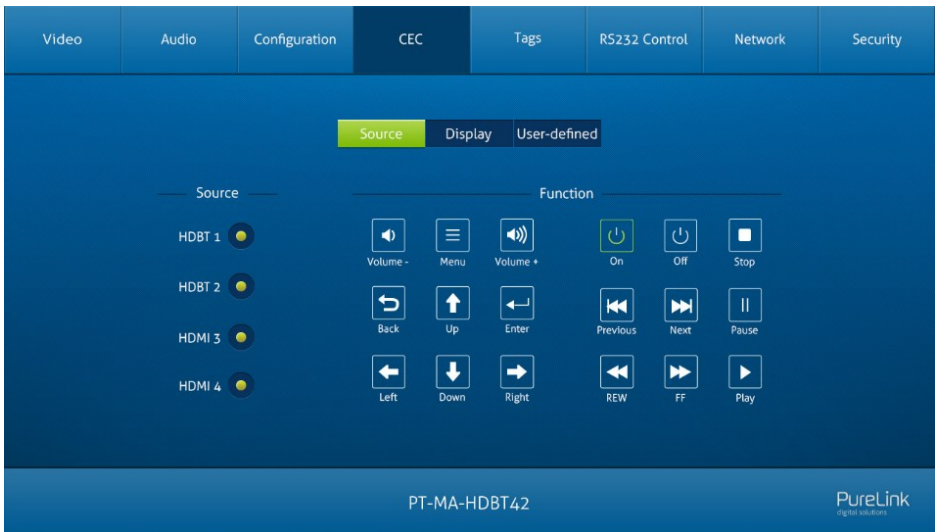 Video Audio Configuration CEC Tags RS232 Control Network Security
Source Display User-defined
Source
Function
HDBT 1
HDBT 2
HDMI 3
HDMI 4
Volume - Menu Volume + On Off Stop
Back Up Enter Previous Next Pause
Left Down Right REW FF Play
PT-MA-HDBT42
PureLink
digital solutions